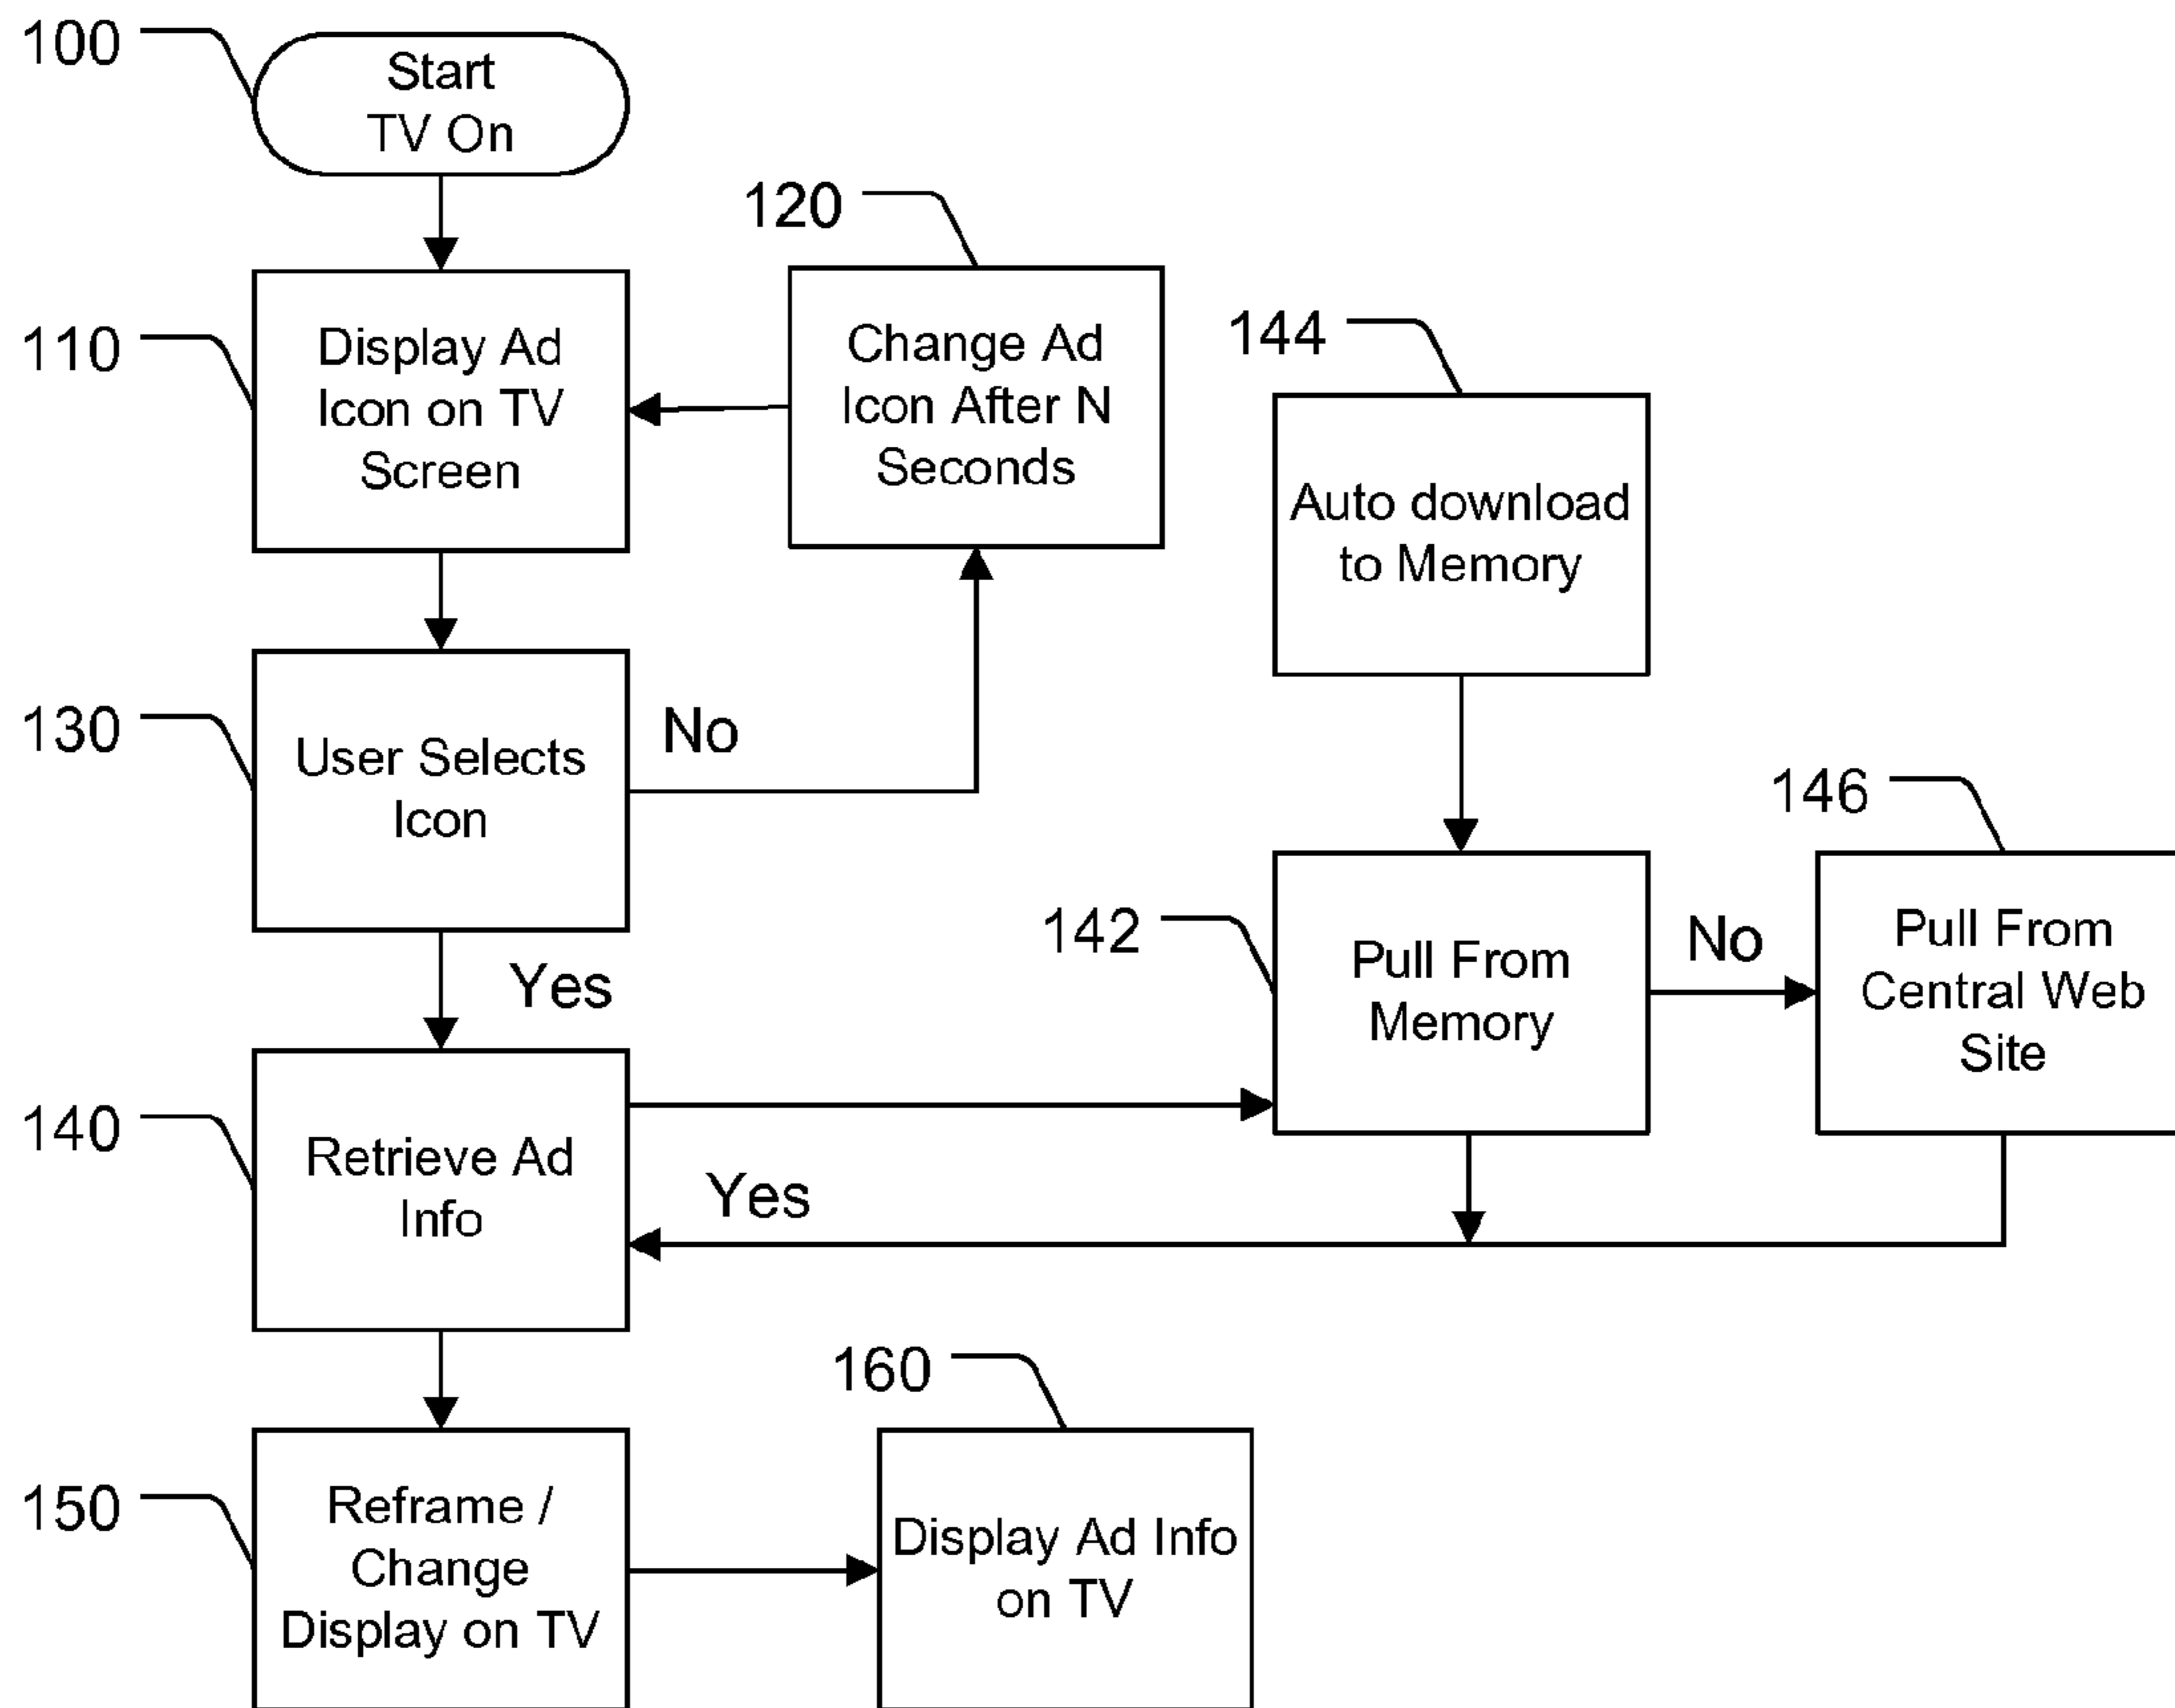 100
Start
TV On
110
Display Ad
Icon on TV
Screen
120
Change Ad
Icon After N
Seconds
130
User Selects
Icon
No
Yes
144
Auto download
to Memory
142
Pull From
Memory
No
146
Pull From
Central Web
Site
140
Retrieve Ad
Info
Yes
150
Reframe /
Change
Display on TV
160
Display Ad Info
on TV